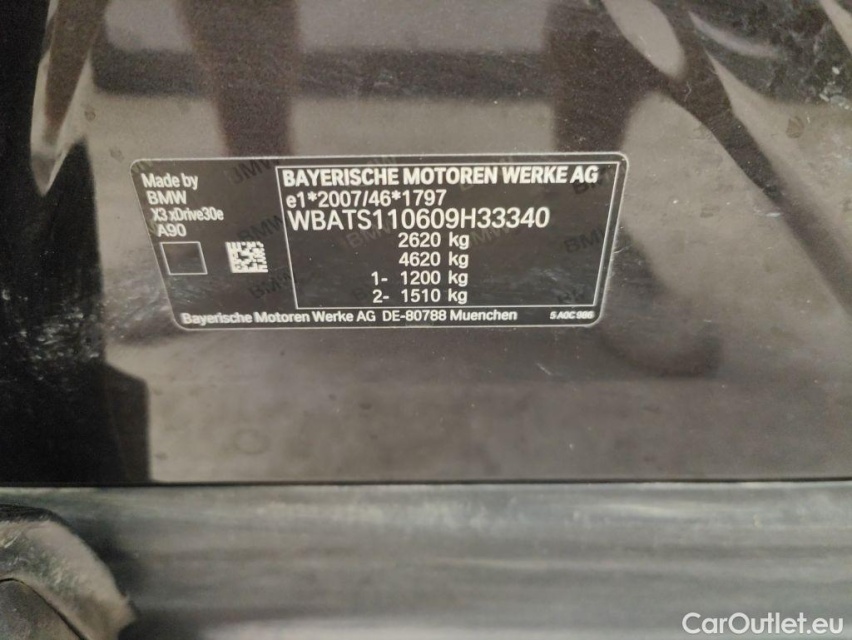 Made by
BMW
X3 xDrive30e
A90
BAYERISCHE MOTOREN WERKE AG
e1*2007/46*1797
WBATS110609H33340
2620 kg
4620 kg
1- 1200 kg
2- 1510 kg
Bayerische Motoren Werke AG DE-80788 Muenchen
CarOutlet.eu